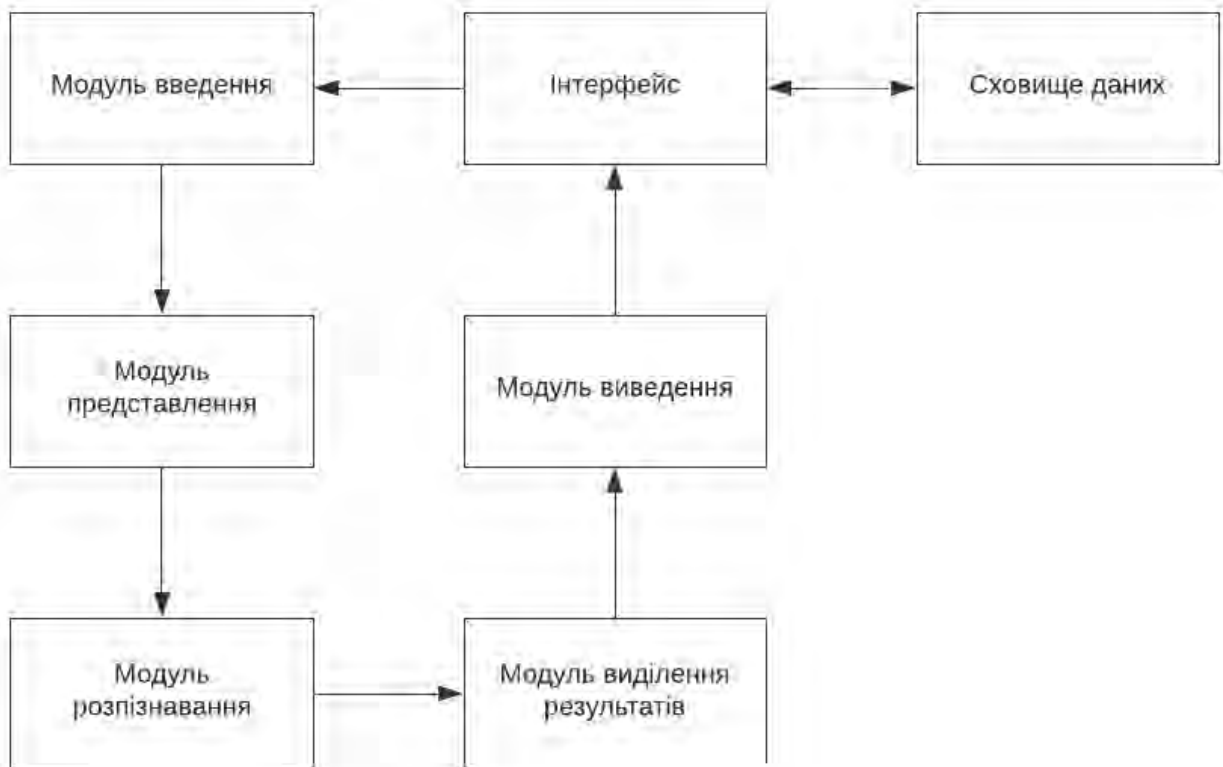 Модуль введення
Інтерфейс
Сховище даних
Модуль
представлення
Модуль виведення
Модуль
розпізнавання
Модуль виділення
результатів